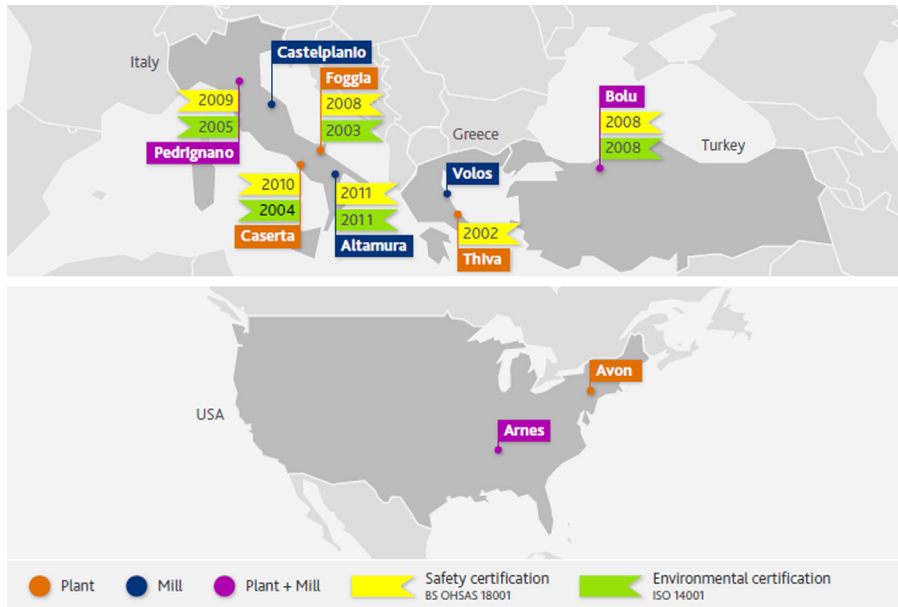 Castelplanio
Italy
Foggia
2009
2008
2005
2003
Pedrignano
Bolu
2008
2008
Greece
Turkey
Volos
2010
2004
Caserta
2011
2011
Altamura
2002
Thiva
Avon
USA
Arnes
Plant
Mill
Plant + Mill
Safety certification
BS OHSAS 18001
Environmental certification
ISO 14001